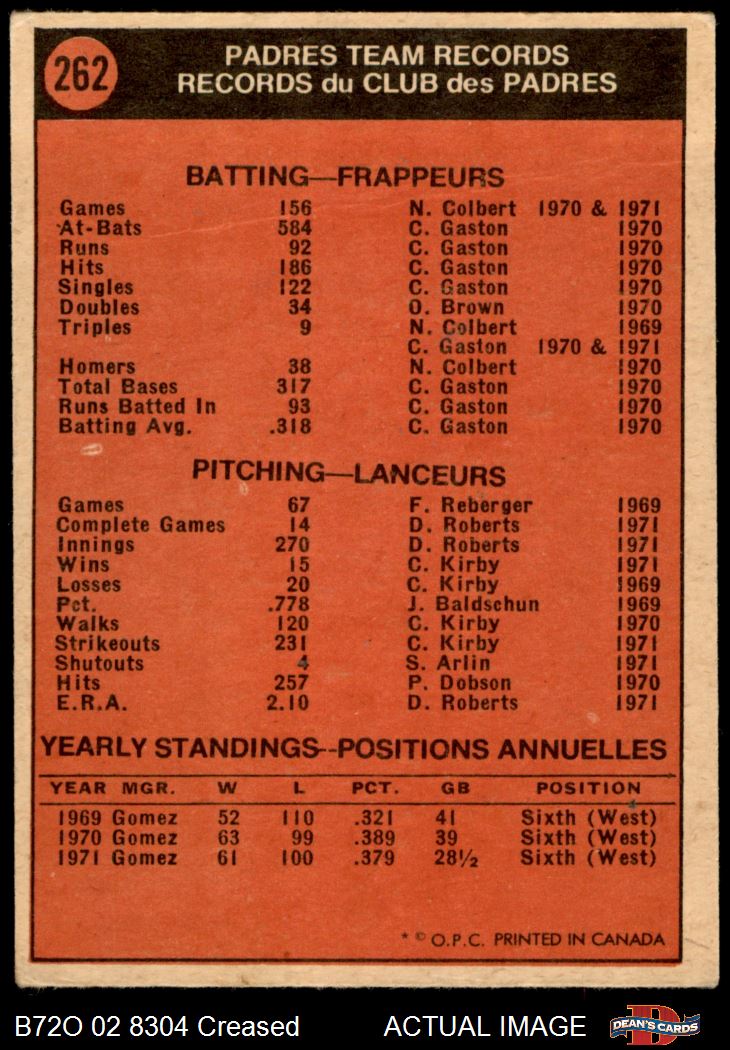 262
PADRES TEAM RECORDS
RECORDS du CLUB des PADRES
BATTING—FRAPPEURS
Games 156 N. Colbert 1970 & 1971
At-Bats 584 C. Gaston 1970
Runs 92 C. Gaston 1970
Hits 186 C. Gaston 1970
Singles 122 C. Gaston 1970
Doubles 34 O. Brown 1970
Triples 9 N. Colbert 1969
C. Gaston 1970 & 1971
Homers 38 N. Colbert 1970
Total Bases 317 C. Gaston 1970
Runs Batted In 93 C. Gaston 1970
Batting Avg. .318 C. Gaston 1970
PITCHING—LANCEURS
Games 67 F. Reberger 1969
Complete Games 14 D. Roberts 1971
Innings 270 D. Roberts 1971
Wins 15 C. Kirby 1971
Losses 20 C. Kirby 1969
Pct. .778 J. Baldschun 1969
Walks 120 C. Kirby 1970
Strikeouts 231 C. Kirby 1971
Shutouts 4 S. Arlin 1971
Hits 257 P. Dobson 1970
E.R.A. 2.10 D. Roberts 1971
YEARLY STANDINGS--POSITIONS ANNUELLES
YEAR MGR. W L PCT. GB POSITION
1969 Gomez 52 110 .321 41 Sixth (West)
1970 Gomez 63 99 .389 39 Sixth (West)
1971 Gomez 61 100 .379 28½ Sixth (West)
* © O.P.C. PRINTED IN CANADA
B72O 02 8304 Creased ACTUAL IMAGE
D DEAN'S CARDS